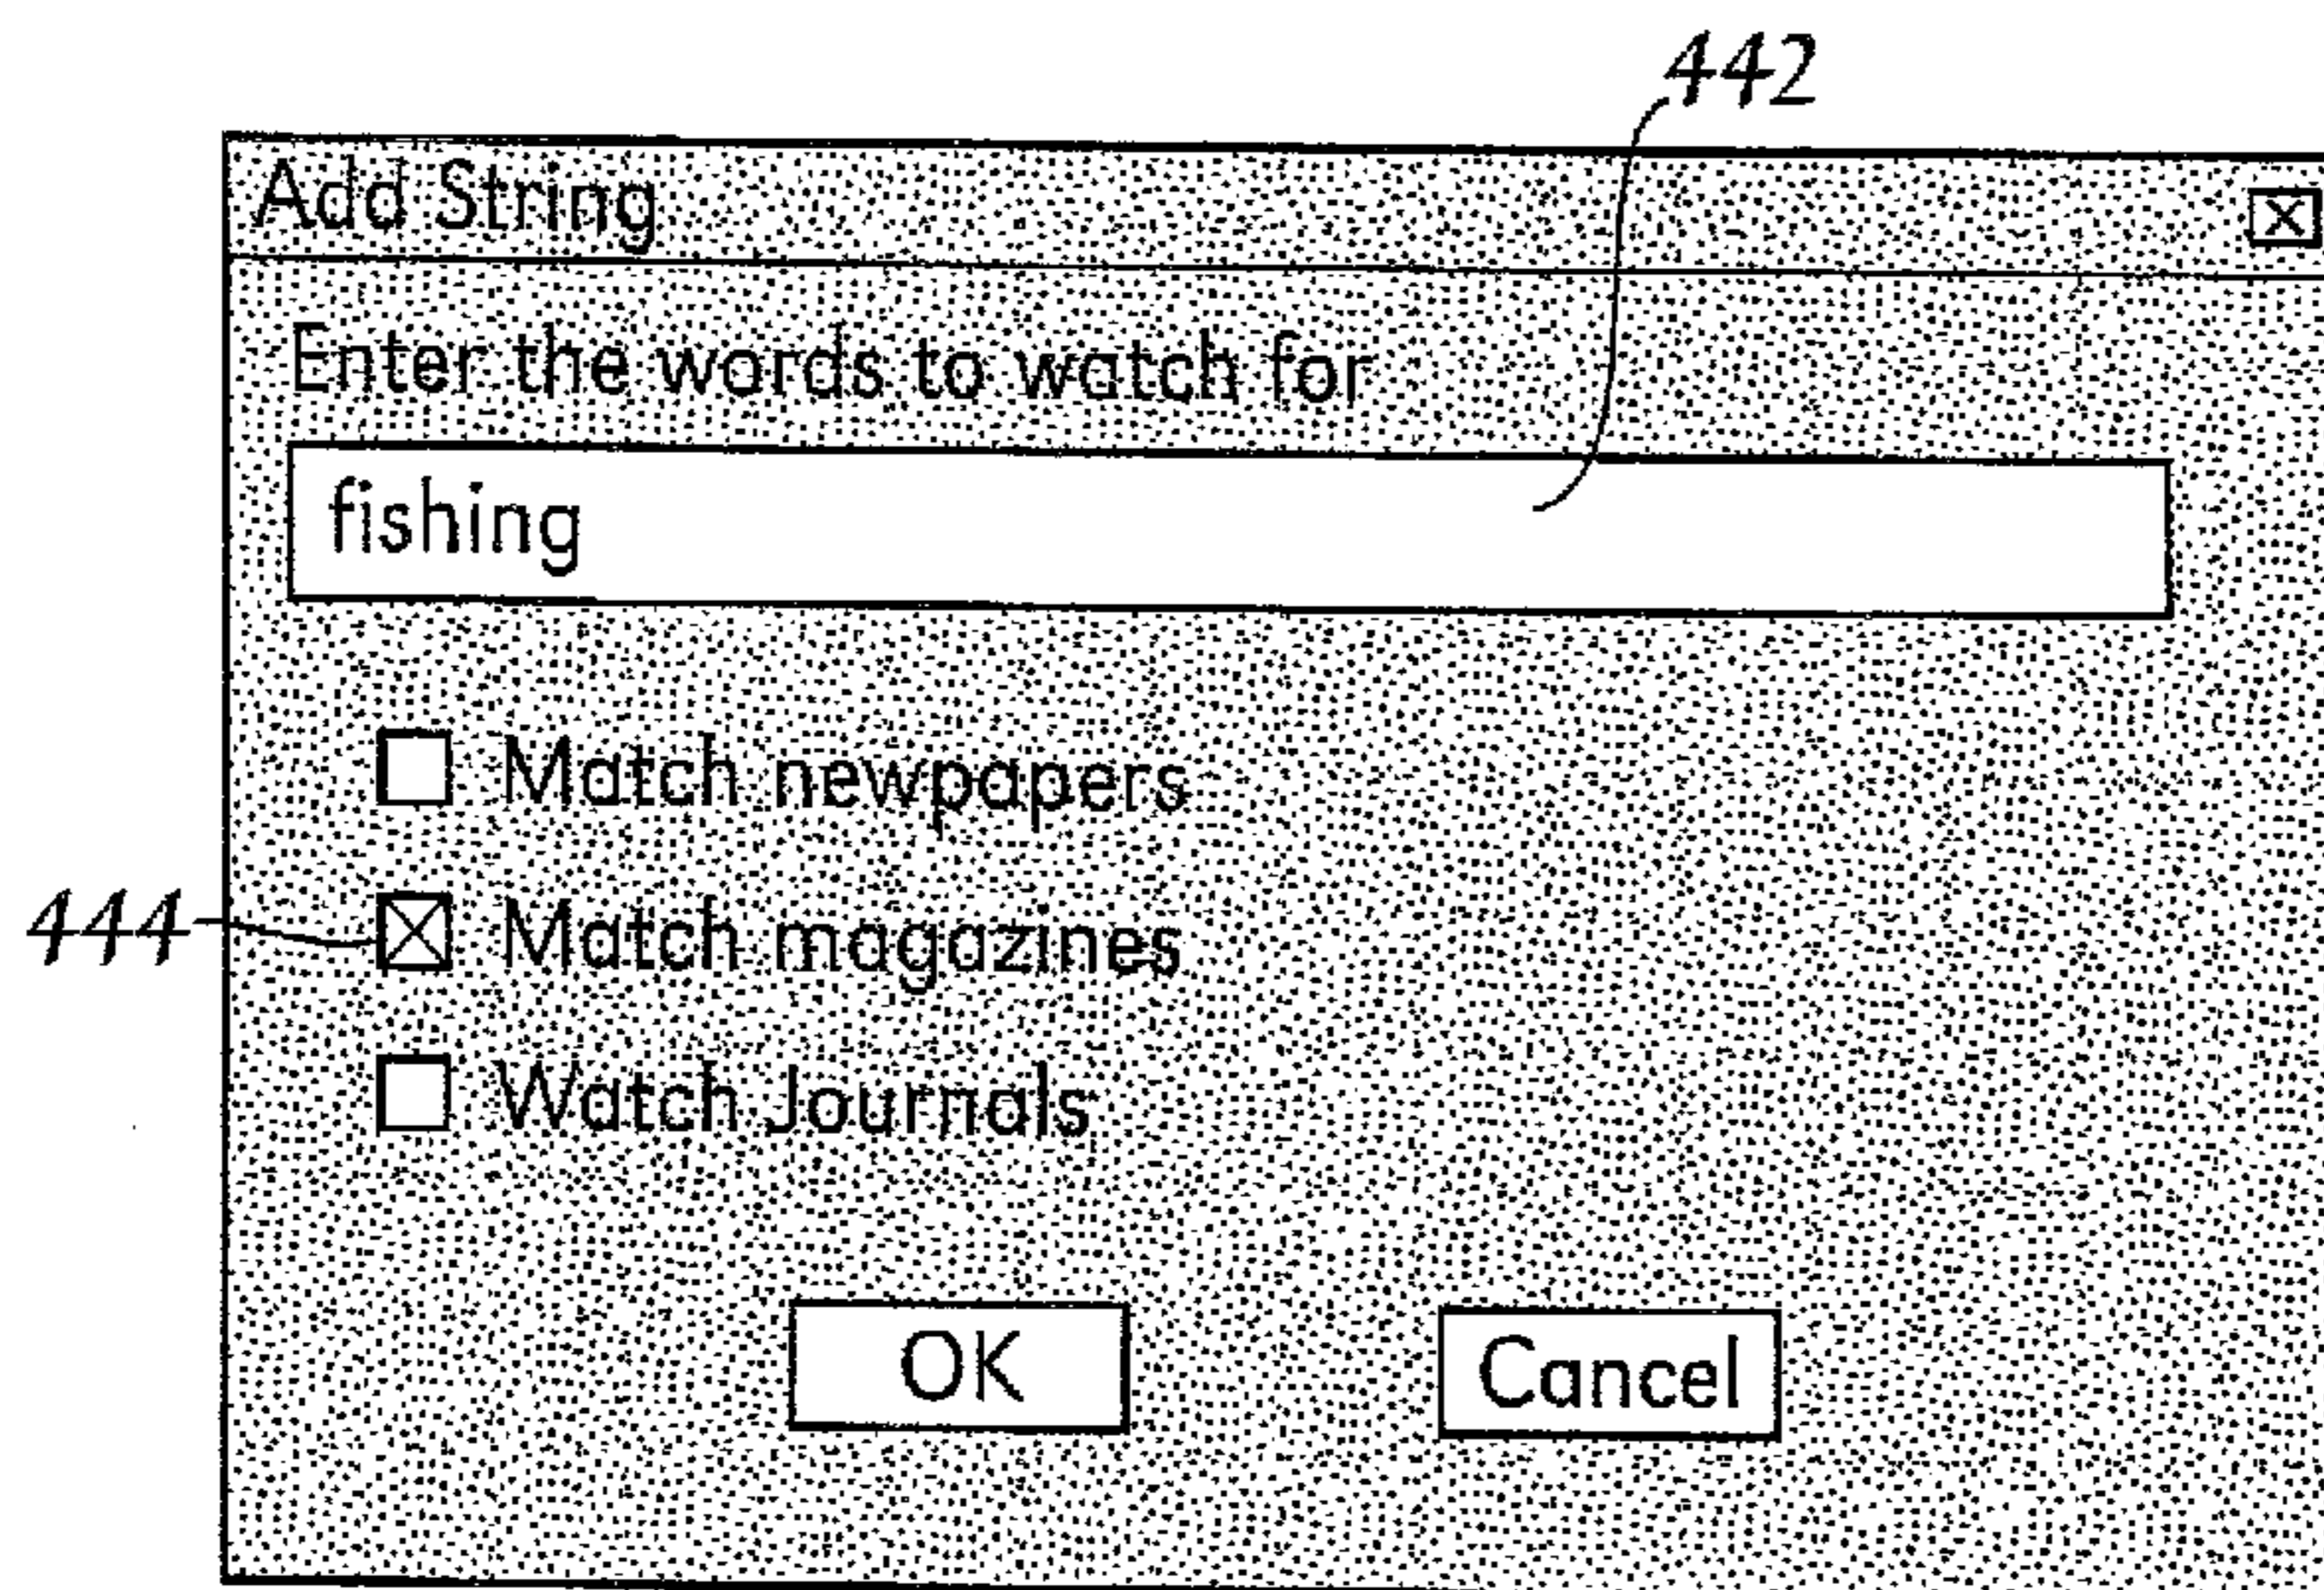 442
Add String
Enter the words to watch for
fishing
Match newpapers
444 Match magazines
Watch Journals
OK Cancel